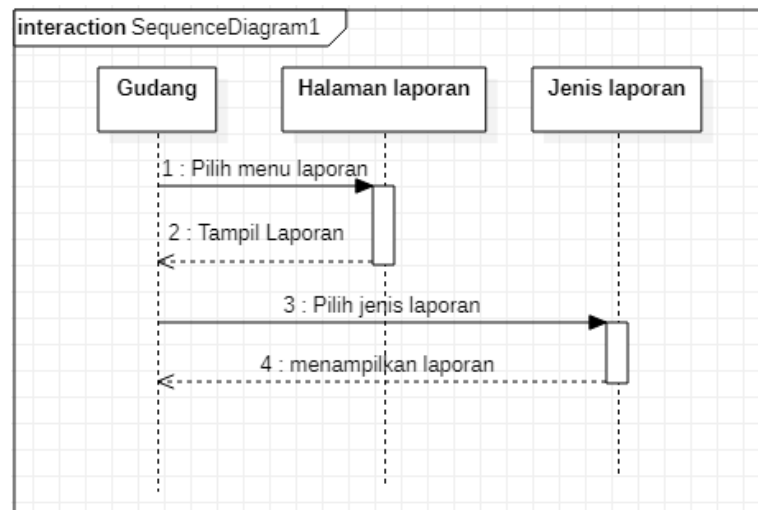 interaction SequenceDiagram1
Gudang
Halaman laporan
Jenis laporan
1 : Pilih menu laporan
2 : Tampil Laporan
3 : Pilih jenis laporan
4 : menampilkan laporan